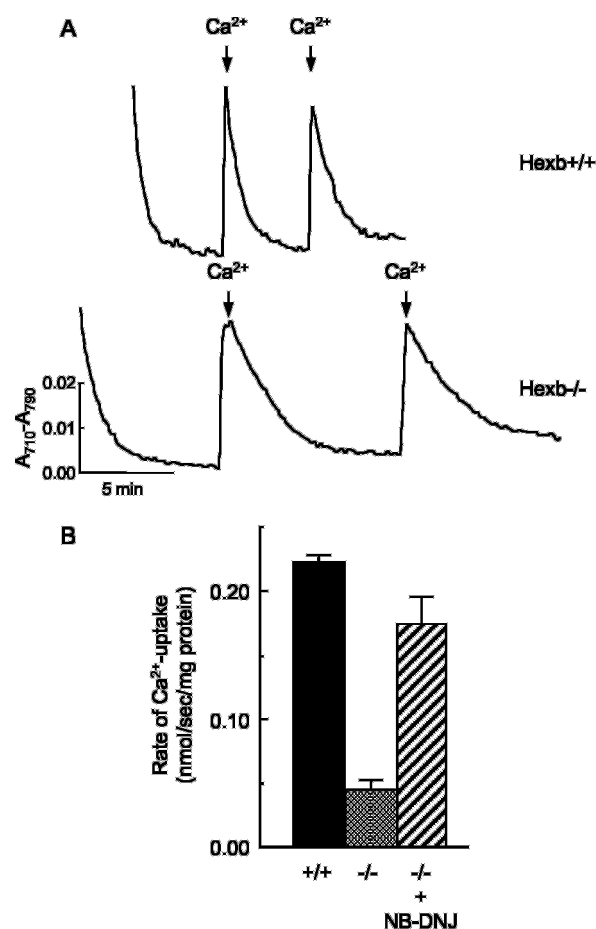 A
Ca²⁺ Ca²⁺
Hexb+/+
Ca²⁺ Ca²⁺
Hexb-/-
A₇₁₀-A₇₉₀
0.02
0.01
0.00
5 min
B
Rate of Ca²⁺-uptake
(nmol/sec/mg protein)
0.20
0.10
0.00
+/+ -/- -/-
+
NB-DNJ